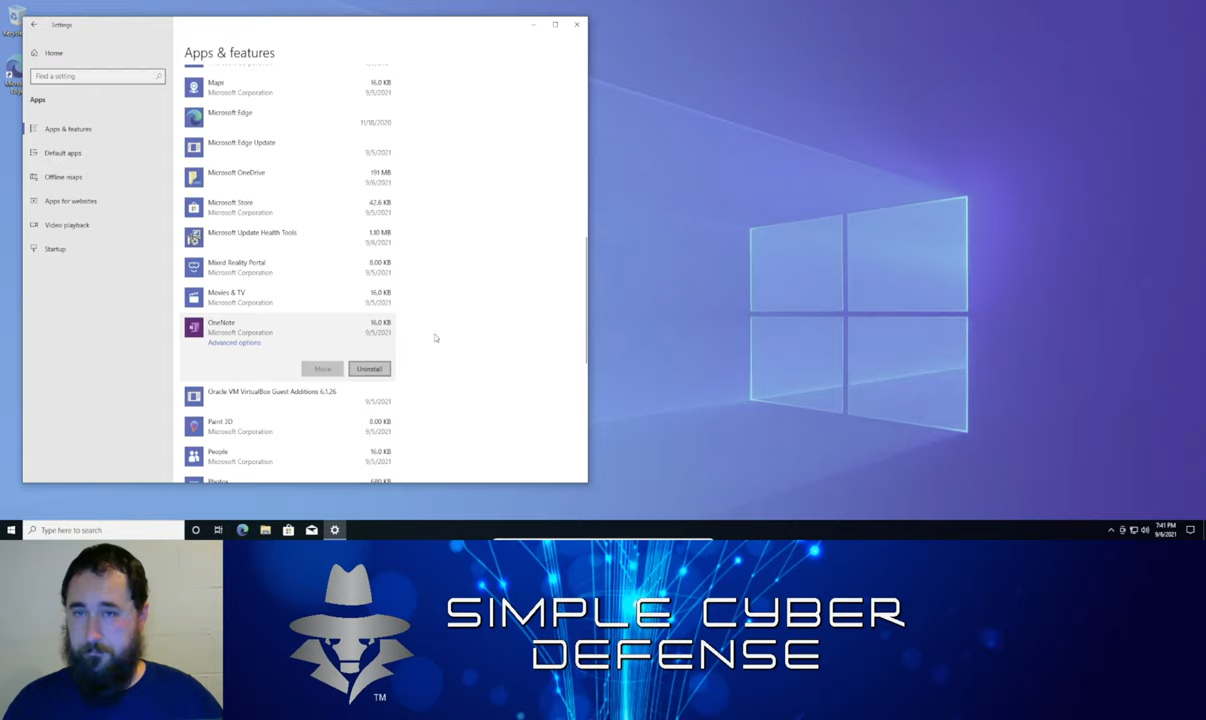 Settings
Home
Find a setting
Apps
Apps & features
Default apps
Offline maps
Apps for websites
Video playback
Startup
Apps & features
Maps 16.0 KB
Microsoft Corporation 9/5/2021
Microsoft Edge
11/18/2020
Microsoft Edge Update
9/5/2021
Microsoft OneDrive 191 MB
9/6/2021
Microsoft Store 42.6 KB
Microsoft Corporation 9/5/2021
Microsoft Update Health Tools 1.10 MB
9/6/2021
Mixed Reality Portal 8.00 KB
Microsoft Corporation 9/5/2021
Movies & TV 16.0 KB
Microsoft Corporation 9/5/2021
OneNote 16.0 KB
Microsoft Corporation 9/5/2021
Advanced options
Move Uninstall
Oracle VM VirtualBox Guest Additions 6.1.26
9/5/2021
Paint 3D 8.00 KB
Microsoft Corporation 9/5/2021
People 16.0 KB
Microsoft Corporation 9/5/2021
Type here to search
7:41 PM
9/6/2021
SIMPLE CYBER
DEFENSE
TM